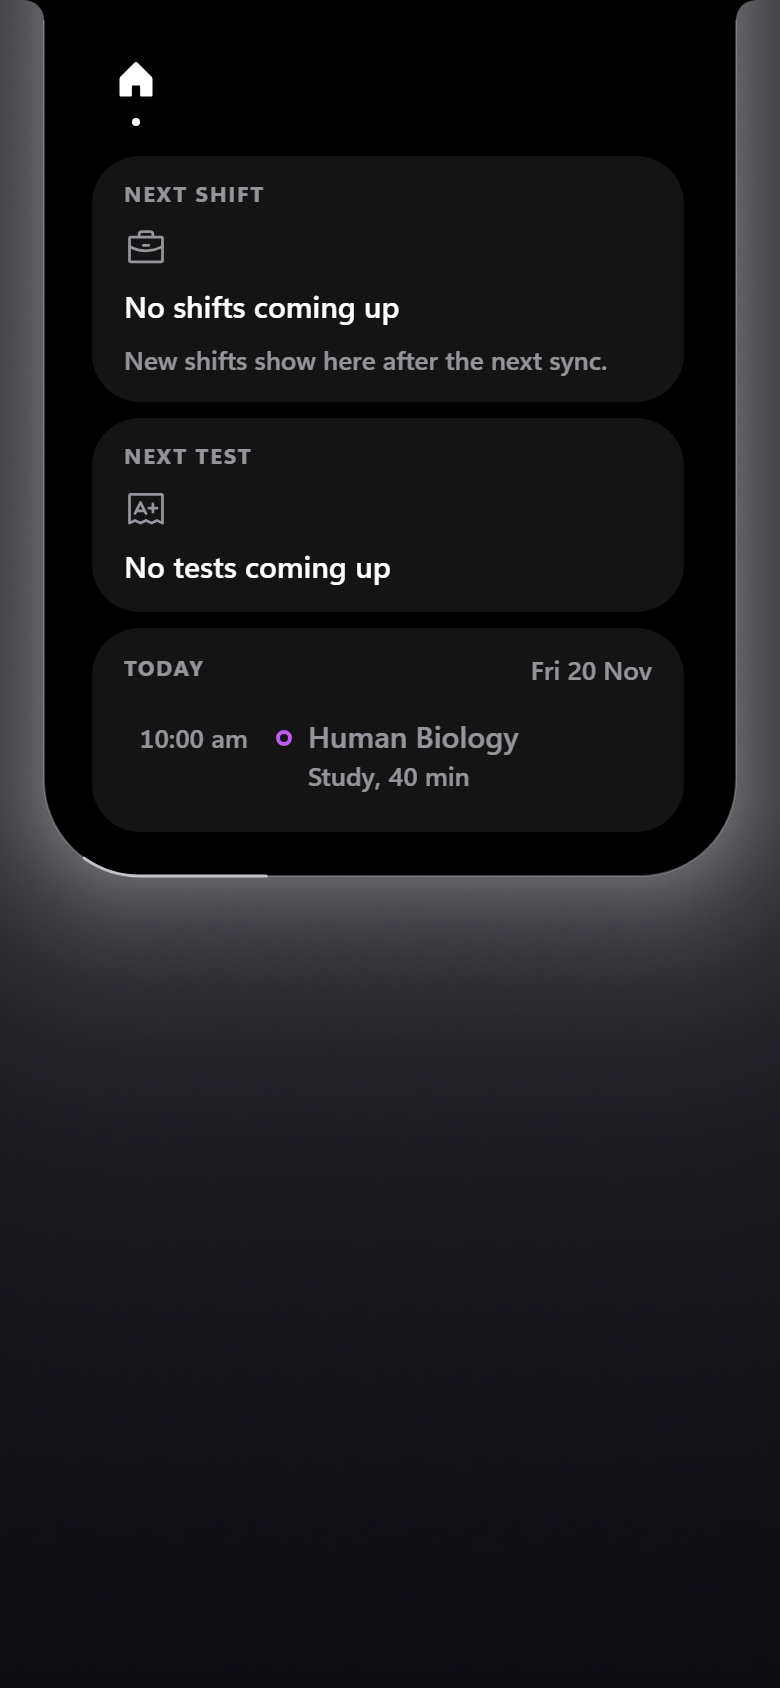 NEXT SHIFT
No shifts coming up
New shifts show here after the next sync.
NEXT TEST
A+
No tests coming up
TODAY
Fri 20 Nov
10:00 am
Human Biology
Study, 40 min